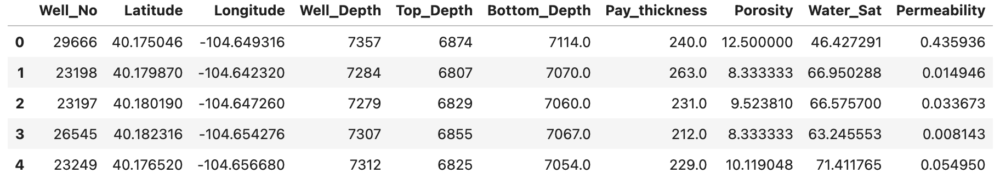 Well_No Latitude Longitude Well_Depth Top_Depth Bottom_Depth Pay_thickness Porosity Water_Sat Permeability
0 29666 40.175046 -104.649316 7357 6874 7114.0 240.0 12.500000 46.427291 0.435936
1 23198 40.179870 -104.642320 7284 6807 7070.0 263.0 8.333333 66.950288 0.014946
2 23197 40.180190 -104.647260 7279 6829 7060.0 231.0 9.523810 66.575700 0.033673
3 26545 40.182316 -104.654276 7307 6855 7067.0 212.0 8.333333 63.245553 0.008143
4 23249 40.176520 -104.656680 7312 6825 7054.0 229.0 10.119048 71.411765 0.054950